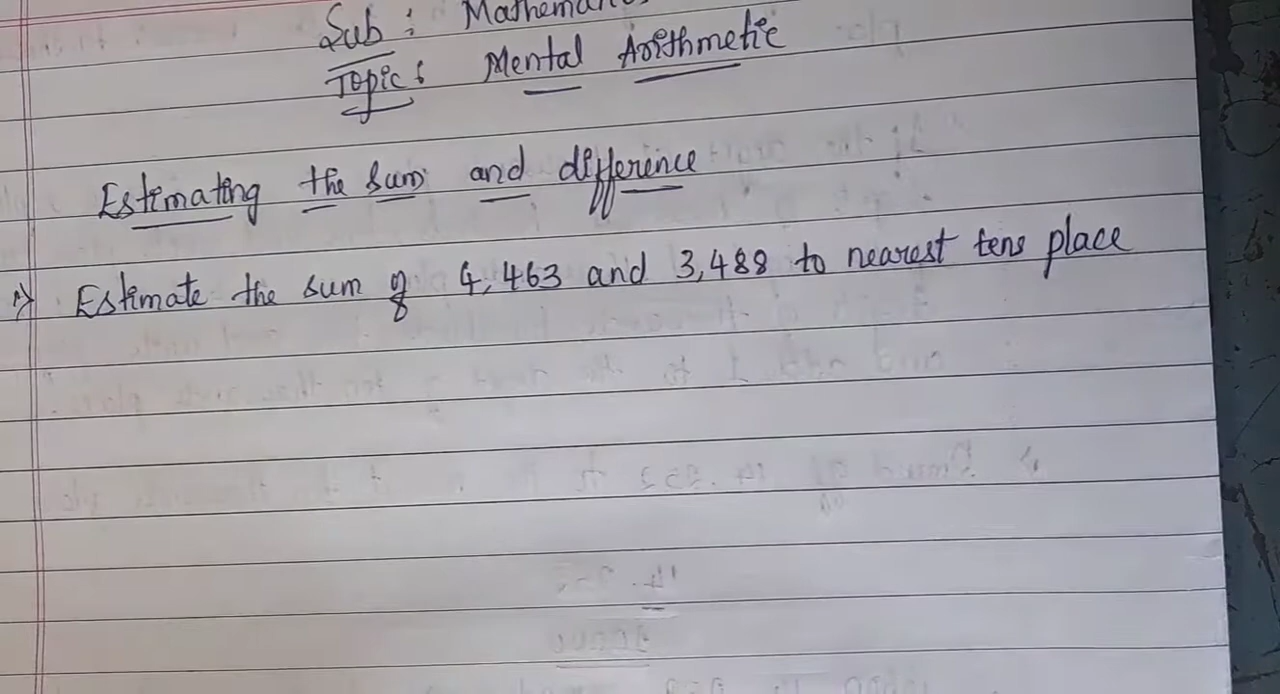 Sub :
Topic : Mental Arithmetic
Estimating the sum and difference
1) Estimate the sum of 4,463 and 3,488 to nearest tens place